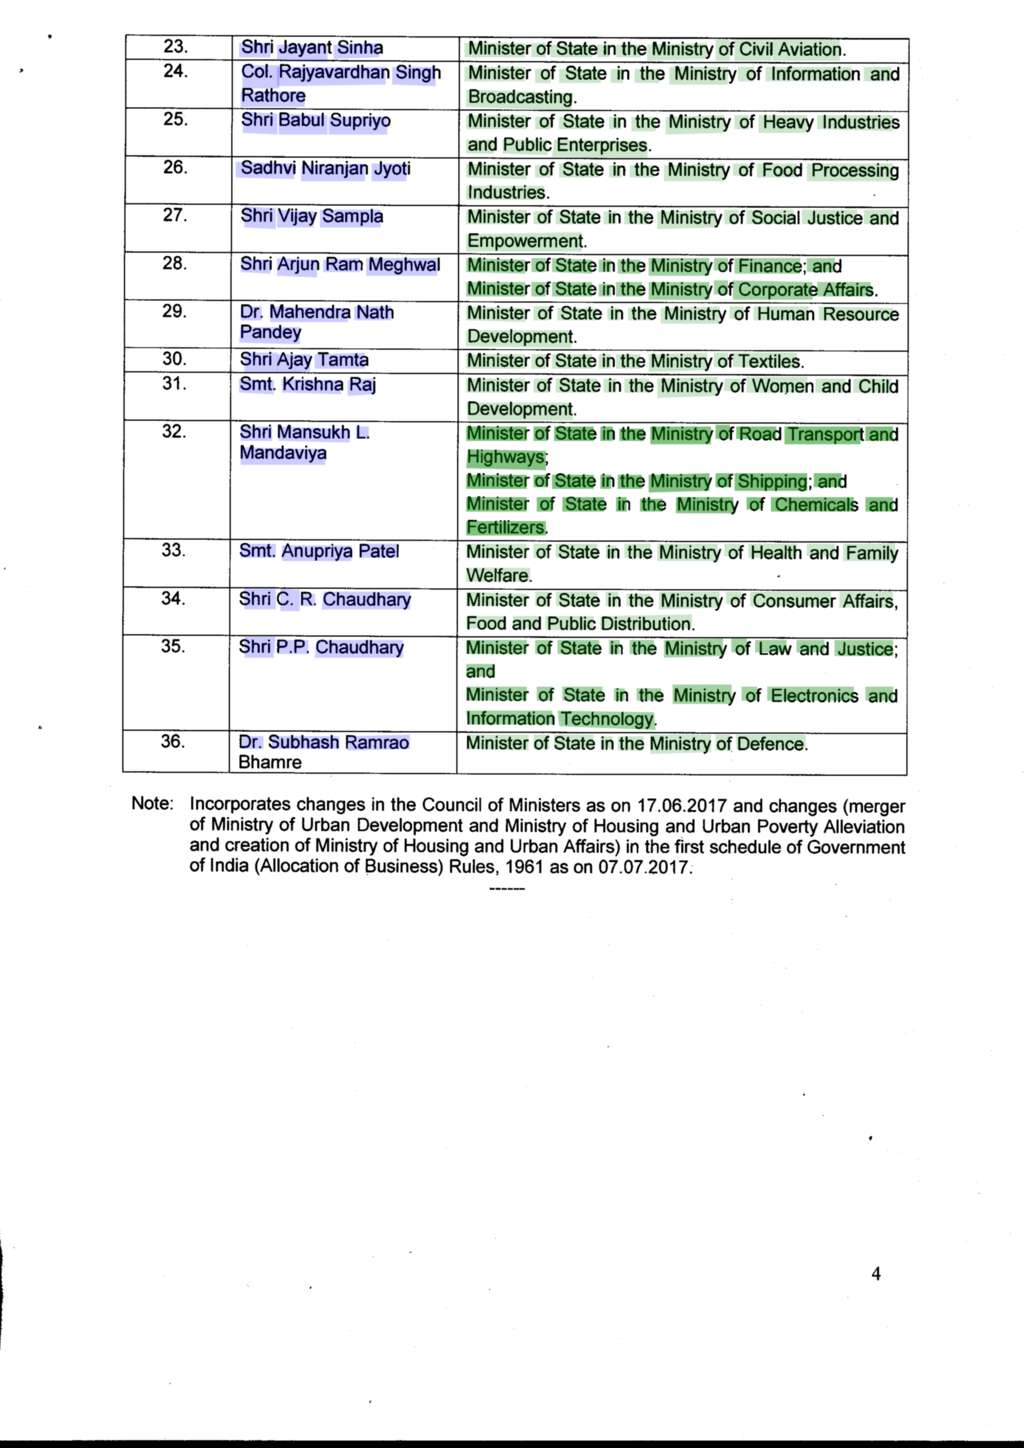 23. Shri Jayant Sinha Minister of State in the Ministry of Civil Aviation.
24. Col. Rajyavardhan Singh Minister of State in the Ministry of Information and
Rathore Broadcasting.
25. Shri Babul Supriyo Minister of State in the Ministry of Heavy Industries
and Public Enterprises.
26. Sadhvi Niranjan Jyoti Minister of State in the Ministry of Food Processing
Industries.
27. Shri Vijay Sampla Minister of State in the Ministry of Social Justice and
Empowerment.
28. Shri Arjun Ram Meghwal Minister of State in the Ministry of Finance; and
Minister of State in the Ministry of Corporate Affairs.
29. Dr. Mahendra Nath Minister of State in the Ministry of Human Resource
Pandey Development.
30. Shri Ajay Tamta Minister of State in the Ministry of Textiles.
31. Smt. Krishna Raj Minister of State in the Ministry of Women and Child
Development.
32. Shri Mansukh L. Minister of State in the Ministry of Road Transport and
Mandaviya Highways;
Minister of State in the Ministry of Shipping; and
Minister of State in the Ministry of Chemicals and
Fertilizers.
33. Smt. Anupriya Patel Minister of State in the Ministry of Health and Family
Welfare.
34. Shri C. R. Chaudhary Minister of State in the Ministry of Consumer Affairs,
Food and Public Distribution.
35. Shri P.P. Chaudhary Minister of State in the Ministry of Law and Justice;
and
Minister of State in the Ministry of Electronics and
Information Technology.
36. Dr. Subhash Ramrao Minister of State in the Ministry of Defence.
Bhamre
Note: Incorporates changes in the Council of Ministers as on 17.06.2017 and changes (merger
of Ministry of Urban Development and Ministry of Housing and Urban Poverty Alleviation
and creation of Ministry of Housing and Urban Affairs) in the first schedule of Government
of India (Allocation of Business) Rules, 1961 as on 07.07.2017.
------
4